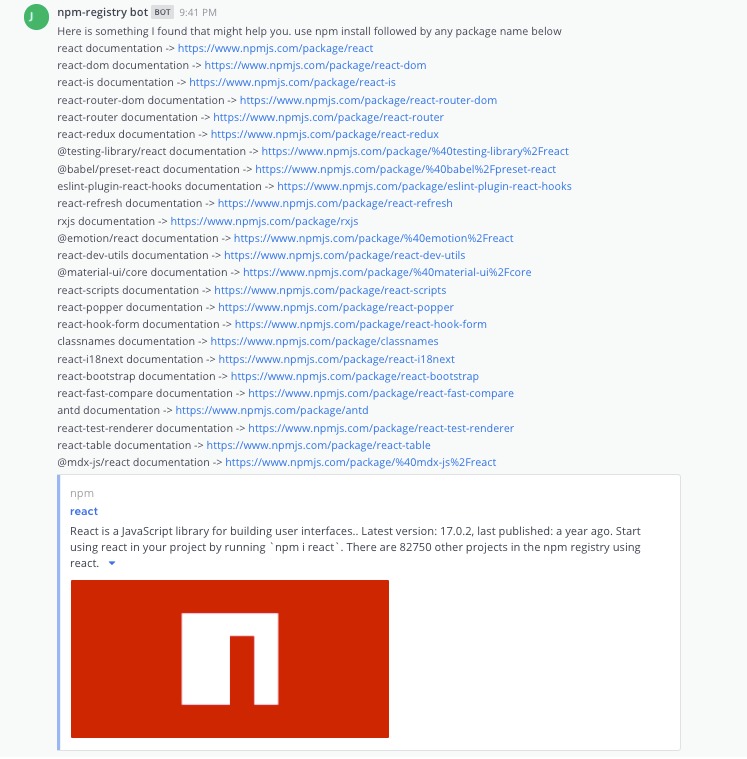 J
npm-registry bot BOT 9:41 PM
Here is something I found that might help you. use npm install followed by any package name below
react documentation -> https://www.npmjs.com/package/react
react-dom documentation -> https://www.npmjs.com/package/react-dom
react-is documentation -> https://www.npmjs.com/package/react-is
react-router-dom documentation -> https://www.npmjs.com/package/react-router-dom
react-router documentation -> https://www.npmjs.com/package/react-router
react-redux documentation -> https://www.npmjs.com/package/react-redux
@testing-library/react documentation -> https://www.npmjs.com/package/%40testing-library%2Freact
@babel/preset-react documentation -> https://www.npmjs.com/package/%40babel%2Fpreset-react
eslint-plugin-react-hooks documentation -> https://www.npmjs.com/package/eslint-plugin-react-hooks
react-refresh documentation -> https://www.npmjs.com/package/react-refresh
rxjs documentation -> https://www.npmjs.com/package/rxjs
@emotion/react documentation -> https://www.npmjs.com/package/%40emotion%2Freact
react-dev-utils documentation -> https://www.npmjs.com/package/react-dev-utils
@material-ui/core documentation -> https://www.npmjs.com/package/%40material-ui%2Fcore
react-scripts documentation -> https://www.npmjs.com/package/react-scripts
react-popper documentation -> https://www.npmjs.com/package/react-popper
react-hook-form documentation -> https://www.npmjs.com/package/react-hook-form
classnames documentation -> https://www.npmjs.com/package/classnames
react-i18next documentation -> https://www.npmjs.com/package/react-i18next
react-bootstrap documentation -> https://www.npmjs.com/package/react-bootstrap
react-fast-compare documentation -> https://www.npmjs.com/package/react-fast-compare
antd documentation -> https://www.npmjs.com/package/antd
react-test-renderer documentation -> https://www.npmjs.com/package/react-test-renderer
react-table documentation -> https://www.npmjs.com/package/react-table
@mdx-js/react documentation -> https://www.npmjs.com/package/%40mdx-js%2Freact
npm
react
React is a JavaScript library for building user interfaces.. Latest version: 17.0.2, last published: a year ago. Start
using react in your project by running `npm i react`. There are 82750 other projects in the npm registry using
react.